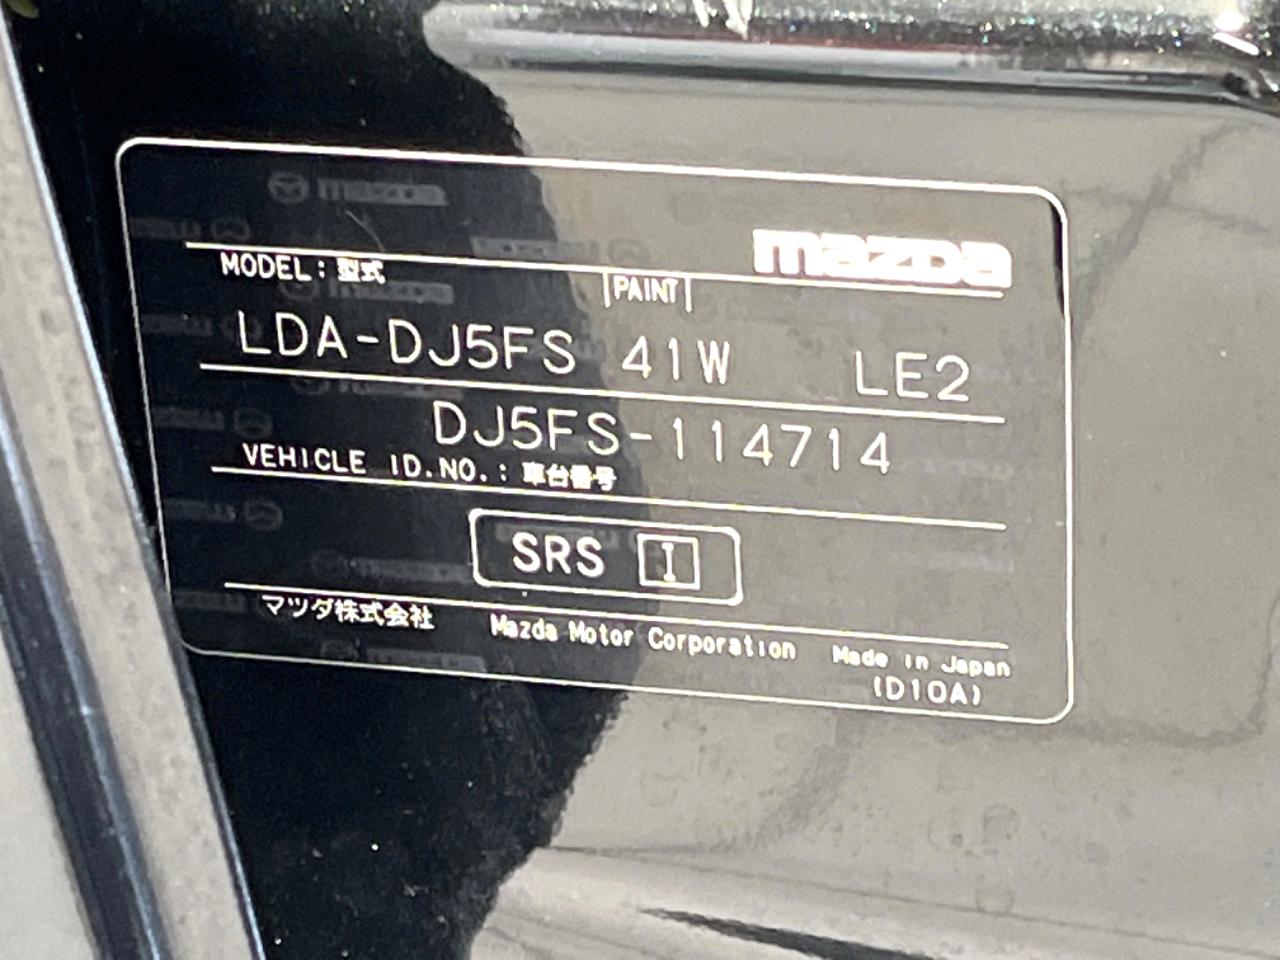 mazda
MODEL: 型式 PAINT
LDA-DJ5FS 41W LE2
DJ5FS-114714
VEHICLE ID.NO.: 車台番号
SRS I
マツダ株式会社 Mazda Motor Corporation Made in Japan
(D10A)